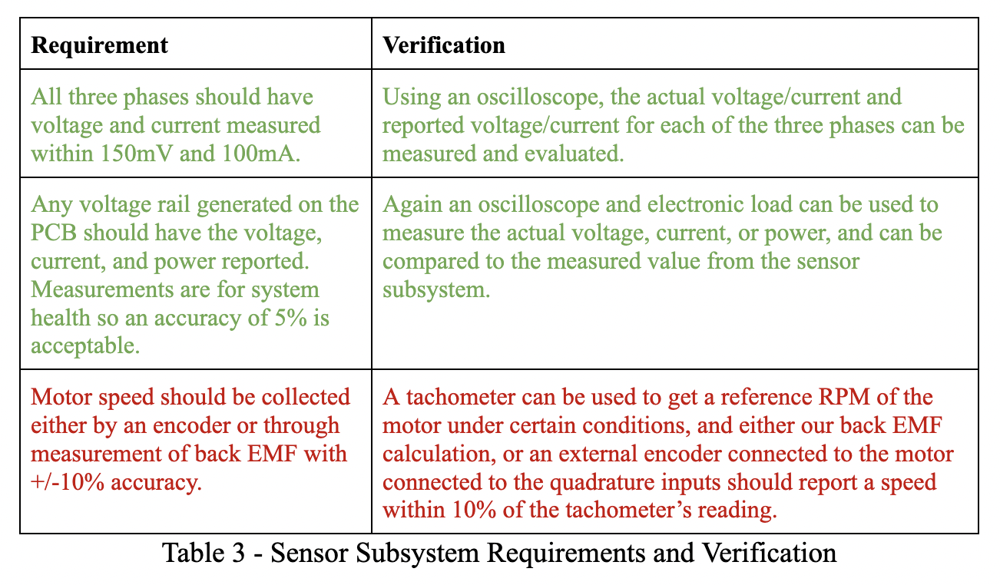 Requirement
Verification
All three phases should have
voltage and current measured
within 150mV and 100mA.
Using an oscilloscope, the actual voltage/current and
reported voltage/current for each of the three phases can be
measured and evaluated.
Any voltage rail generated on the
PCB should have the voltage,
current, and power reported.
Measurements are for system
health so an accuracy of 5% is
acceptable.
Again an oscilloscope and electronic load can be used to
measure the actual voltage, current, or power, and can be
compared to the measured value from the sensor
subsystem.
Motor speed should be collected
either by an encoder or through
measurement of back EMF with
+/-10% accuracy.
A tachometer can be used to get a reference RPM of the
motor under certain conditions, and either our back EMF
calculation, or an external encoder connected to the motor
connected to the quadrature inputs should report a speed
within 10% of the tachometer’s reading.
Table 3 - Sensor Subsystem Requirements and Verification